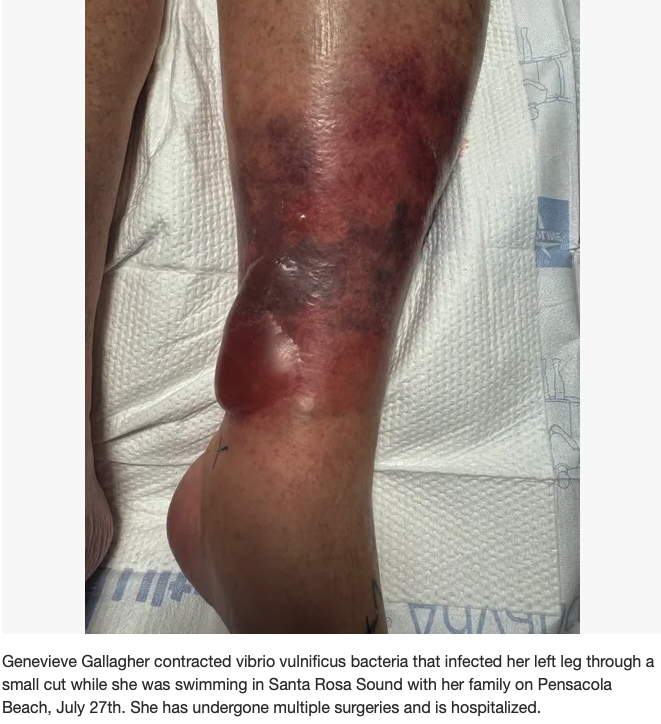 Genevieve Gallagher contracted vibrio vulnificus bacteria that infected her left leg through a
small cut while she was swimming in Santa Rosa Sound with her family on Pensacola
Beach, July 27th. She has undergone multiple surgeries and is hospitalized.